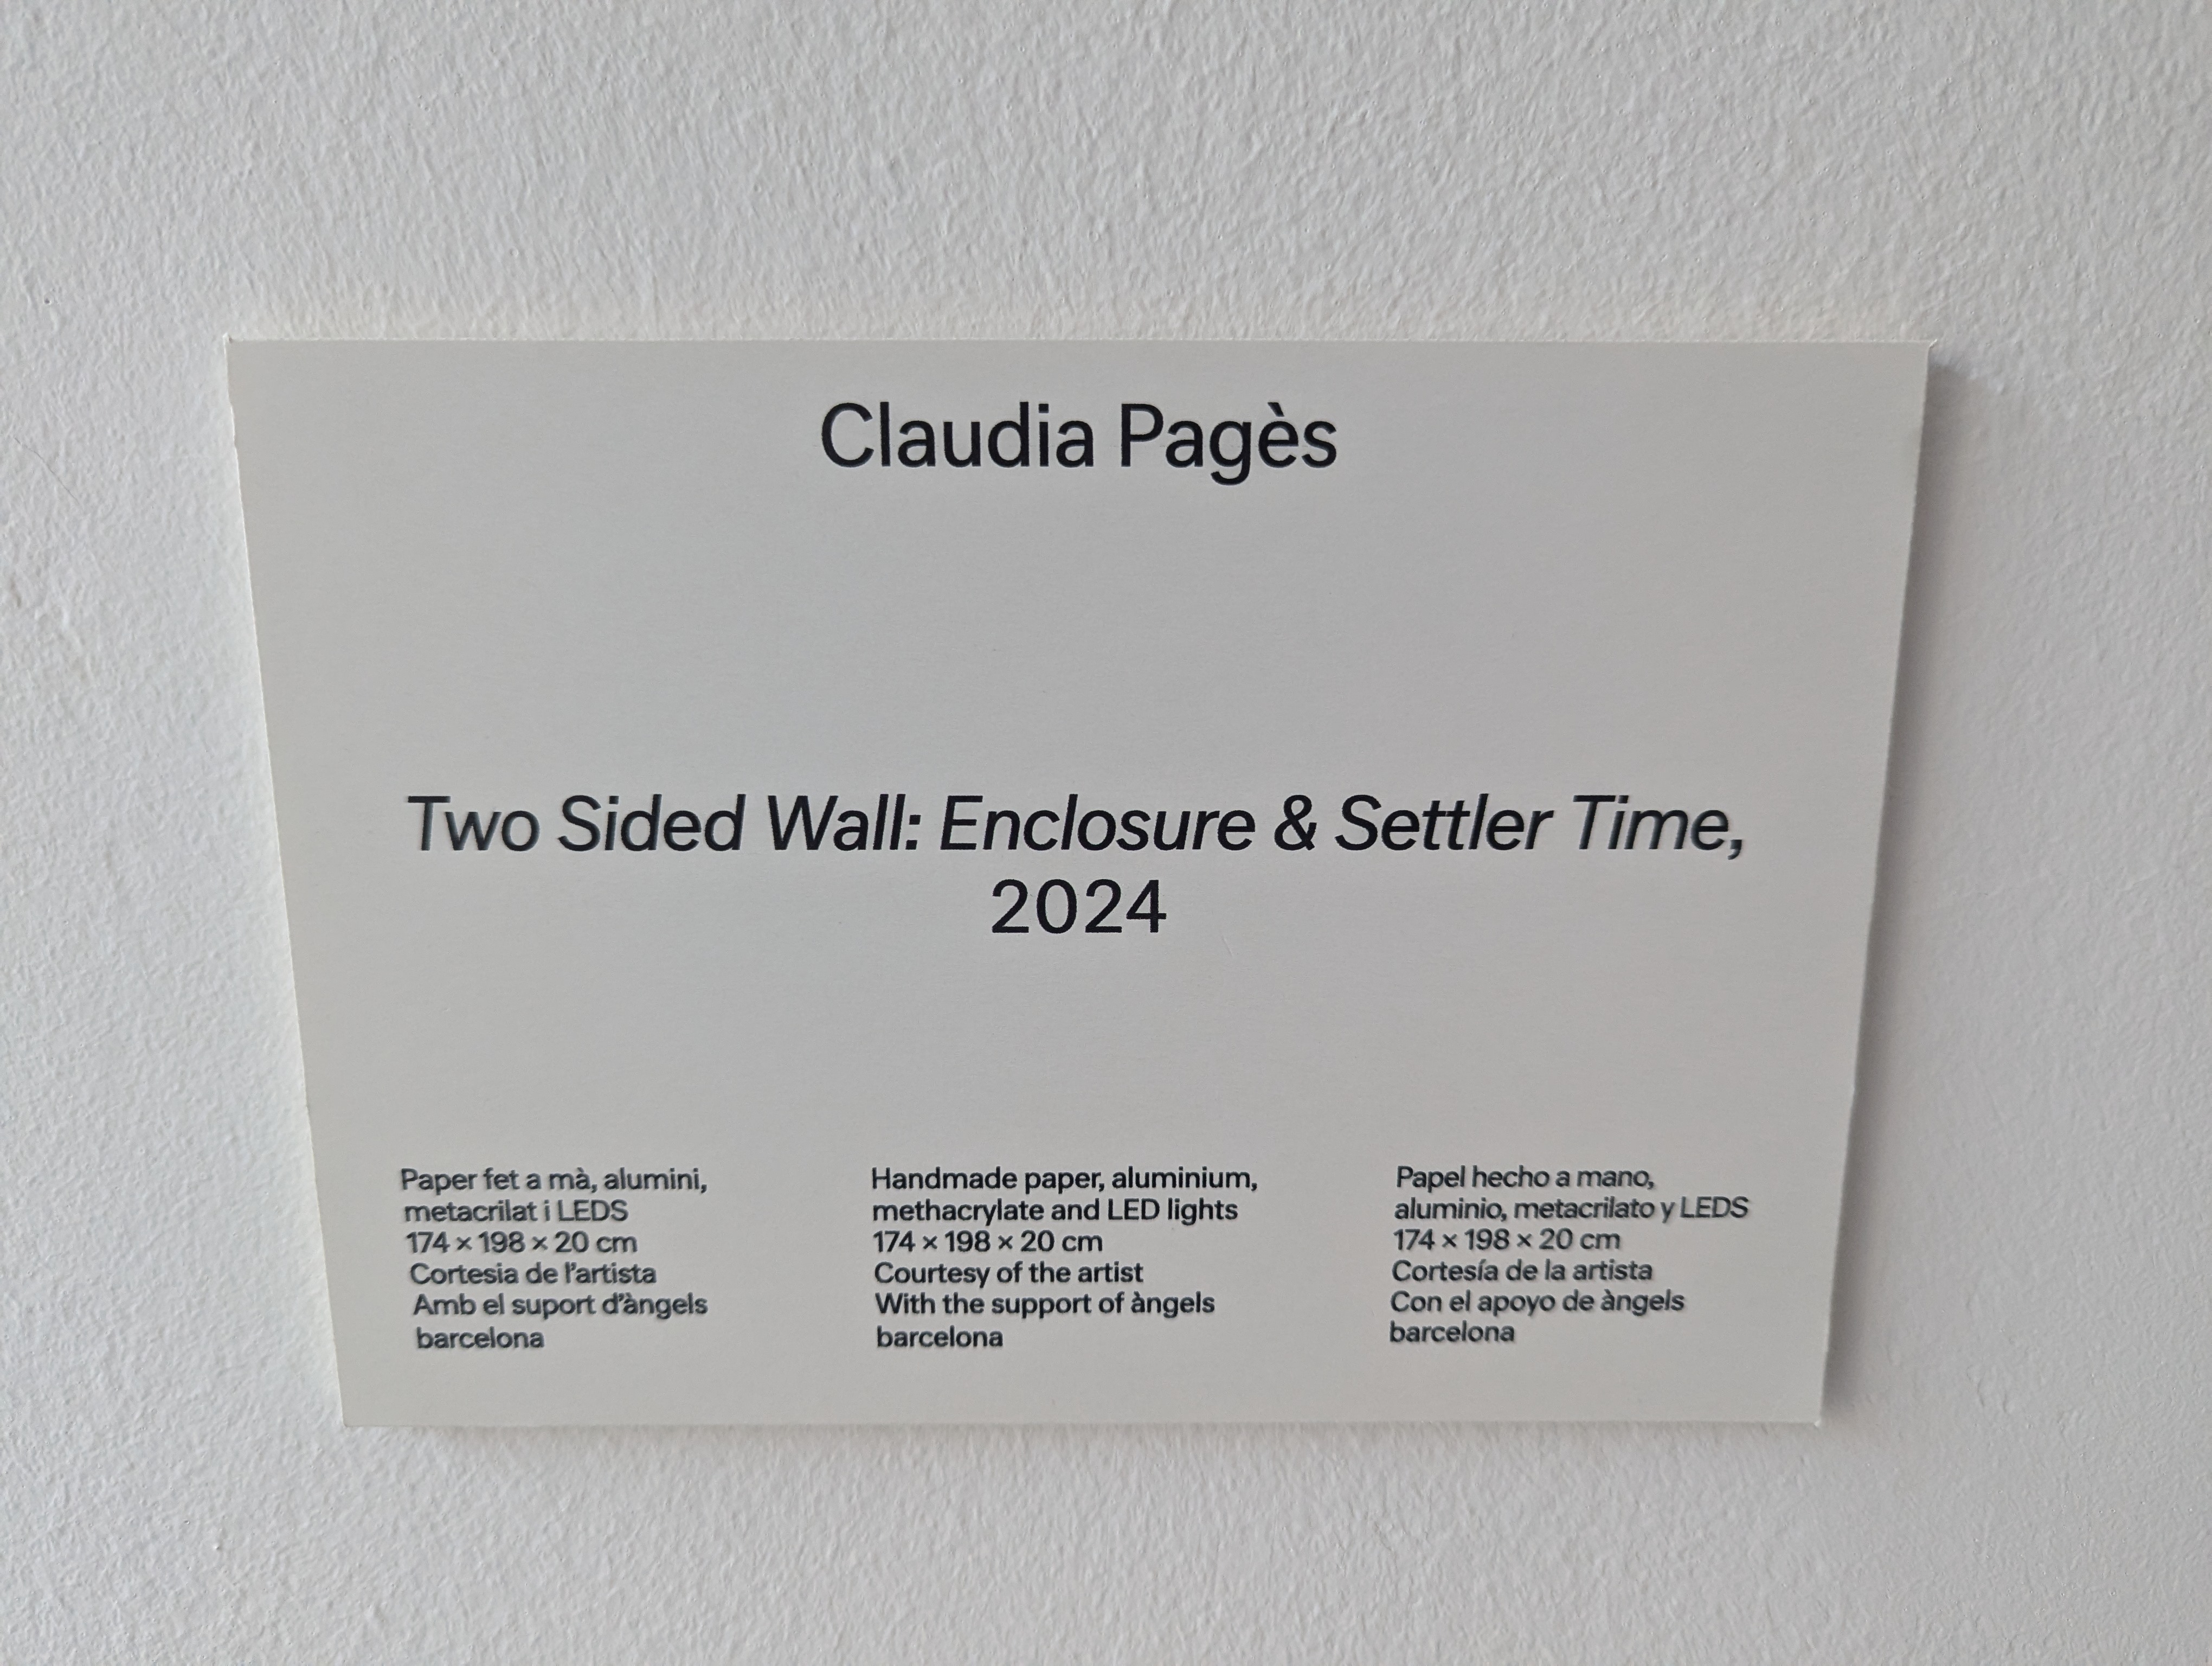 Claudia Pagès
Two Sided Wall: Enclosure & Settler Time,
2024
Paper fet a mà, alumini,
metacrilat i LEDS
174 × 198 × 20 cm
Cortesia de l'artista
Amb el suport d'àngels
barcelona
Handmade paper, aluminium,
methacrylate and LED lights
174 × 198 × 20 cm
Courtesy of the artist
With the support of àngels
barcelona
Papel hecho a mano,
aluminio, metacrilato y LEDS
174 × 198 × 20 cm
Cortesía de la artista
Con el apoyo de àngels
barcelona